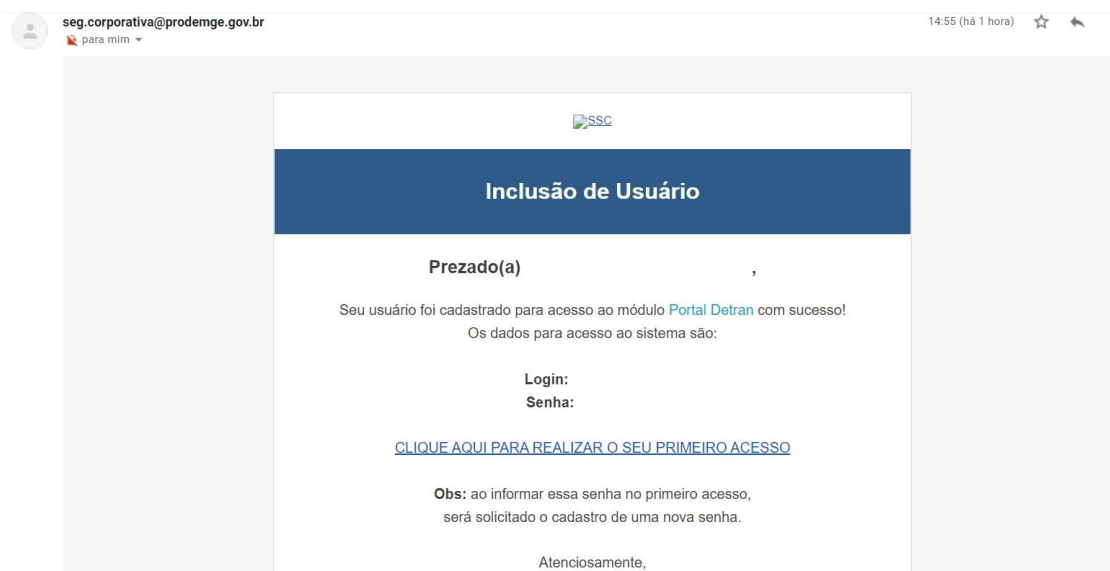 seg.corporativa@prodemge.gov.br
14:55 (há 1 hora)
para mim
SSC
Inclusão de Usuário
Prezado(a) ,
Seu usuário foi cadastrado para acesso ao módulo Portal Detran com sucesso!
Os dados para acesso ao sistema são:
Login:
Senha:
CLIQUE AQUI PARA REALIZAR O SEU PRIMEIRO ACESSO
Obs: ao informar essa senha no primeiro acesso,
será solicitado o cadastro de uma nova senha.
Atenciosamente,